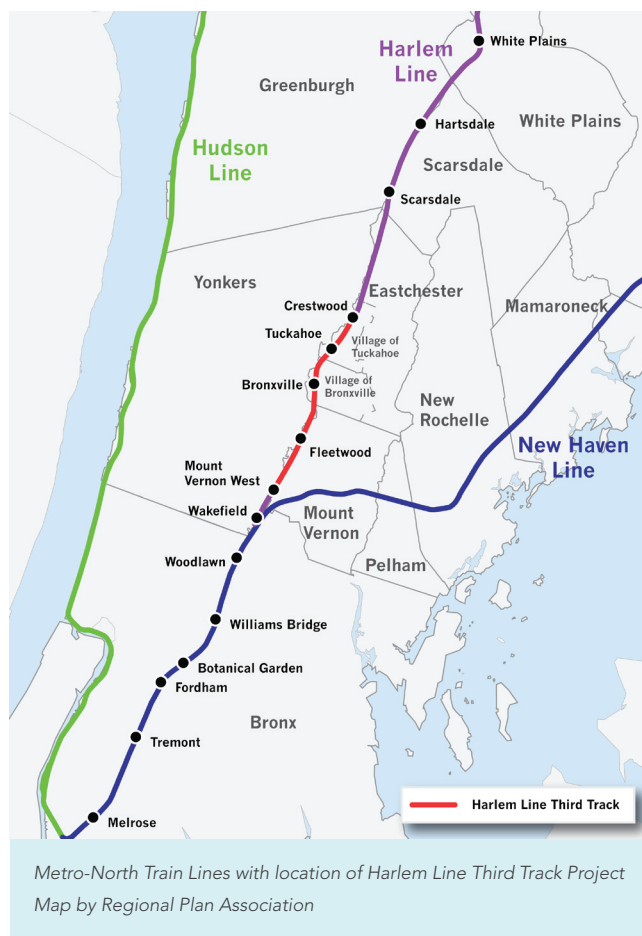 White Plains
Harlem
Line
Greenburgh
Hartsdale
White Plains
Hudson
Line
Scarsdale
Scarsdale
Yonkers
Eastchester
Crestwood
Mamaroneck
Tuckahoe
Village of
Tuckahoe
Bronxville
Village of
Bronxville
New
Rochelle
Fleetwood
New Haven
Line
Mount
Vernon West
Wakefield
Mount
Vernon
Woodlawn
Pelham
Williams Bridge
Botanical Garden
Fordham
Bronx
Tremont
Harlem Line Third Track
Melrose
Metro-North Train Lines with location of Harlem Line Third Track Project
Map by Regional Plan Association